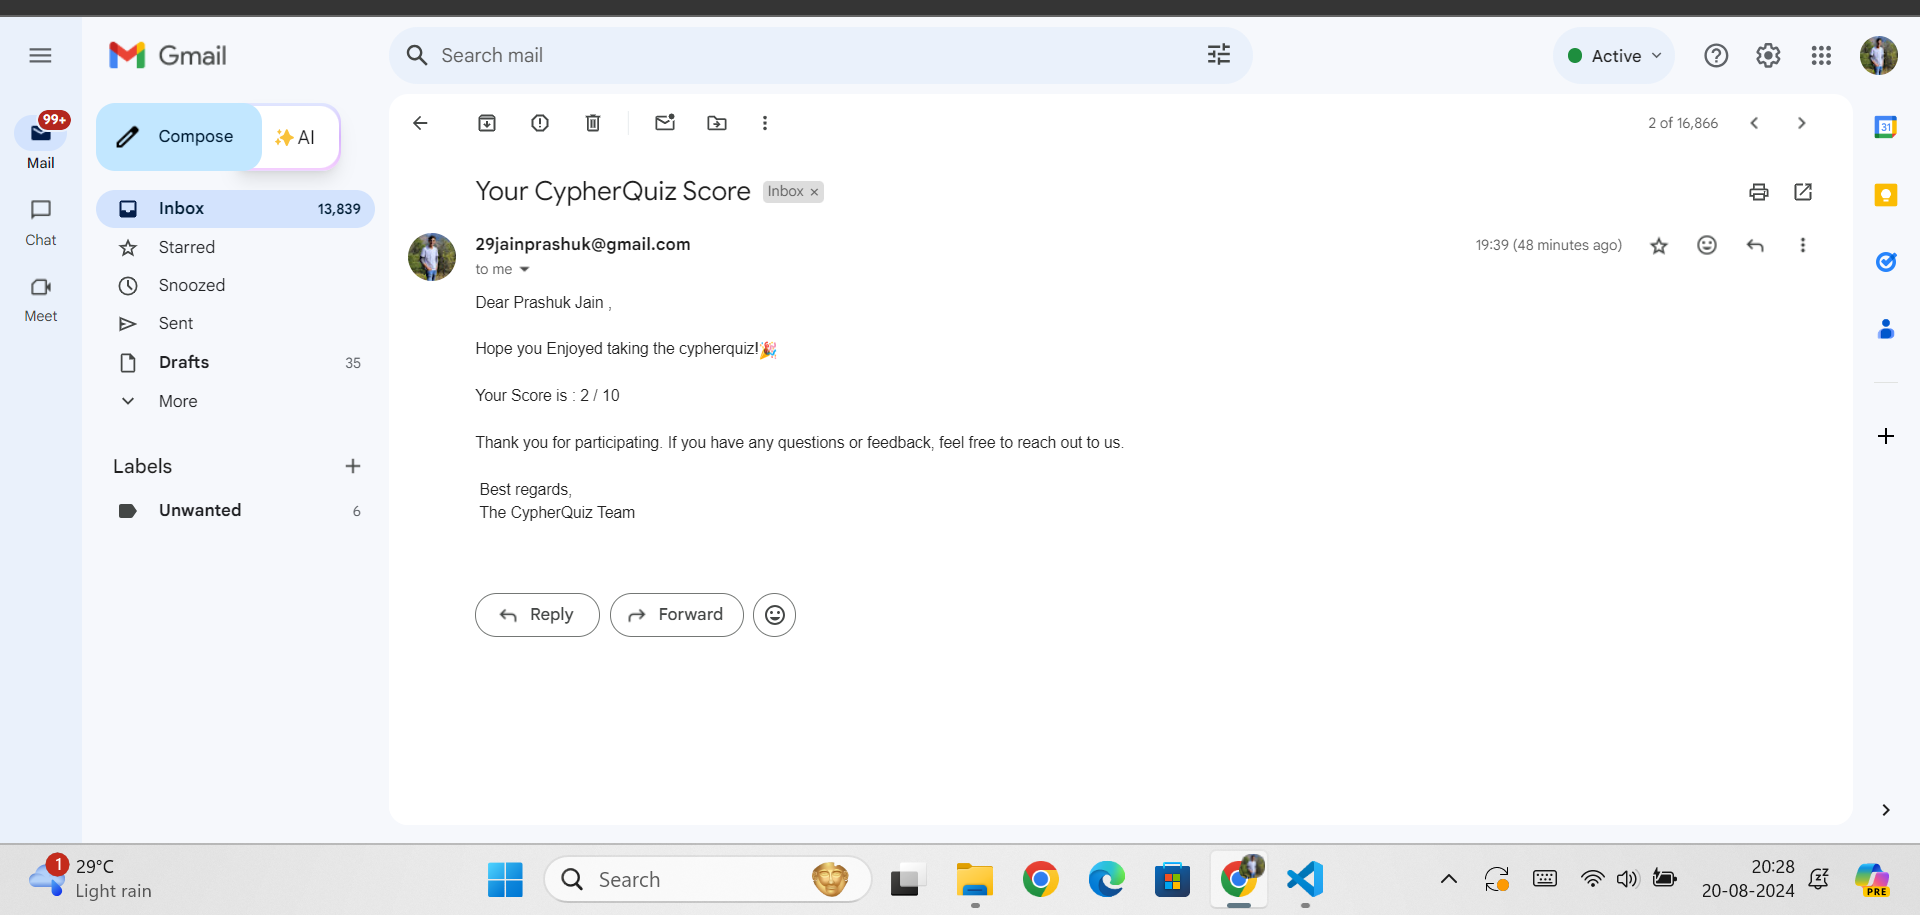 Gmail
Search mail
Active
99+
Mail
Chat
Meet
Compose
AI
Inbox 13,839
Starred
Snoozed
Sent
Drafts 35
More
Labels
Unwanted 6
2 of 16,866
Your CypherQuiz Score Inbox ×
29jainprashuk@gmail.com 19:39 (48 minutes ago)
to me
Dear Prashuk Jain ,
Hope you Enjoyed taking the cypherquiz!🎉
Your Score is : 2 / 10
Thank you for participating. If you have any questions or feedback, feel free to reach out to us.
Best regards,
The CypherQuiz Team
Reply
Forward
31
1
29°C
Light rain
Search
20:28
20-08-2024
PRE